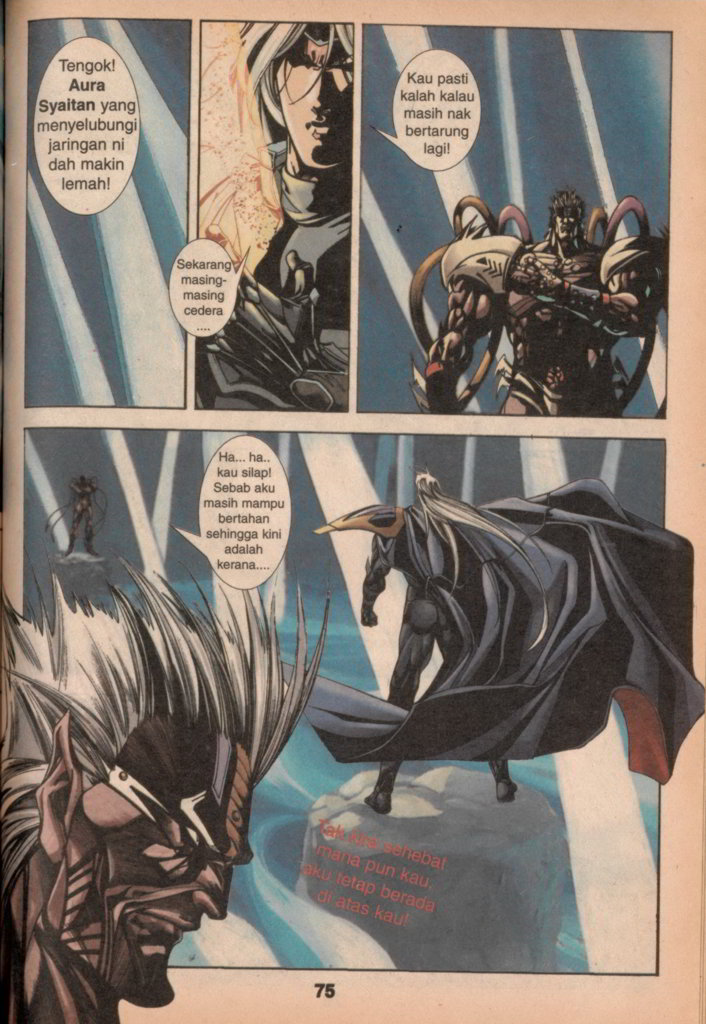 Tengok!
Aura
Syaitan yang
menyelubungi
jaringan ni
dah makin
lemah!
Sekarang
masing-
masing
cedera
....
Kau pasti
kalah kalau
masih nak
bertarung
lagi!
Ha... ha..
kau silap!
Sebab aku
masih mampu
bertahan
sehingga kini
adalah
kerana....
Tak kira sehebat
mana pun kau,
aku tetap berada
di atas kau!
75